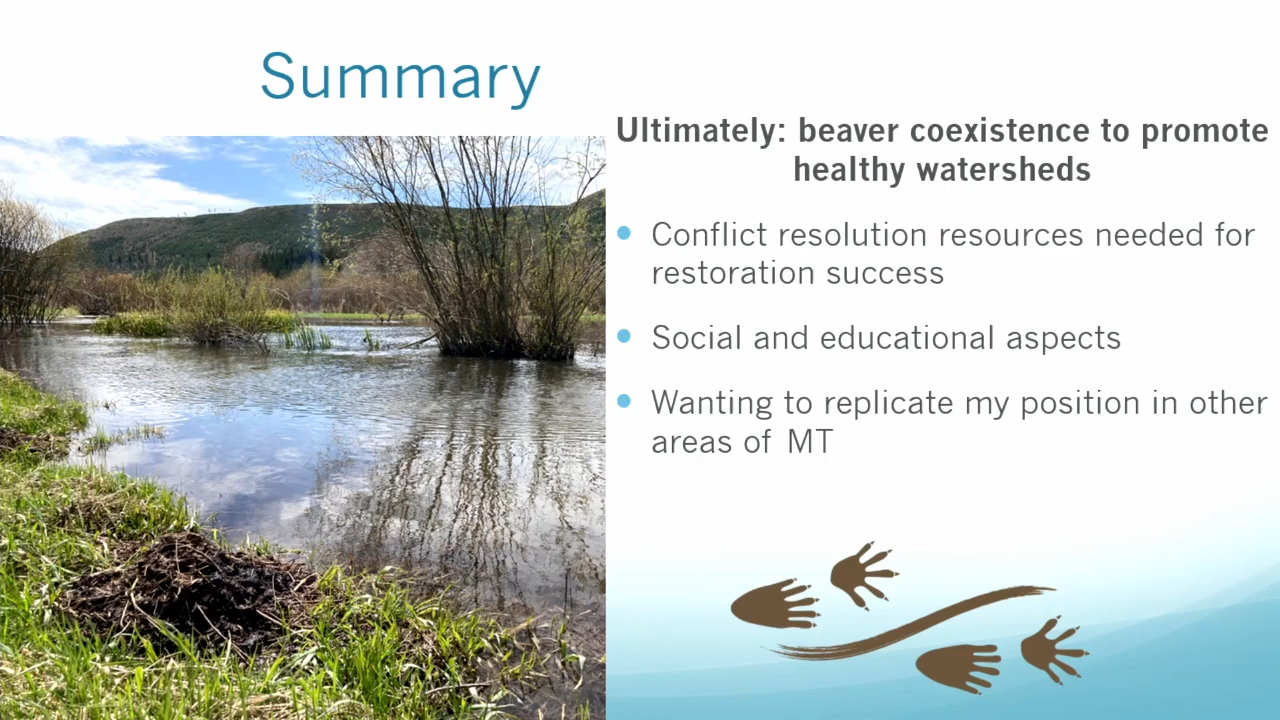 Summary
Ultimately: beaver coexistence to promote
healthy watersheds
• Conflict resolution resources needed for
restoration success
• Social and educational aspects
• Wanting to replicate my position in other
areas of MT